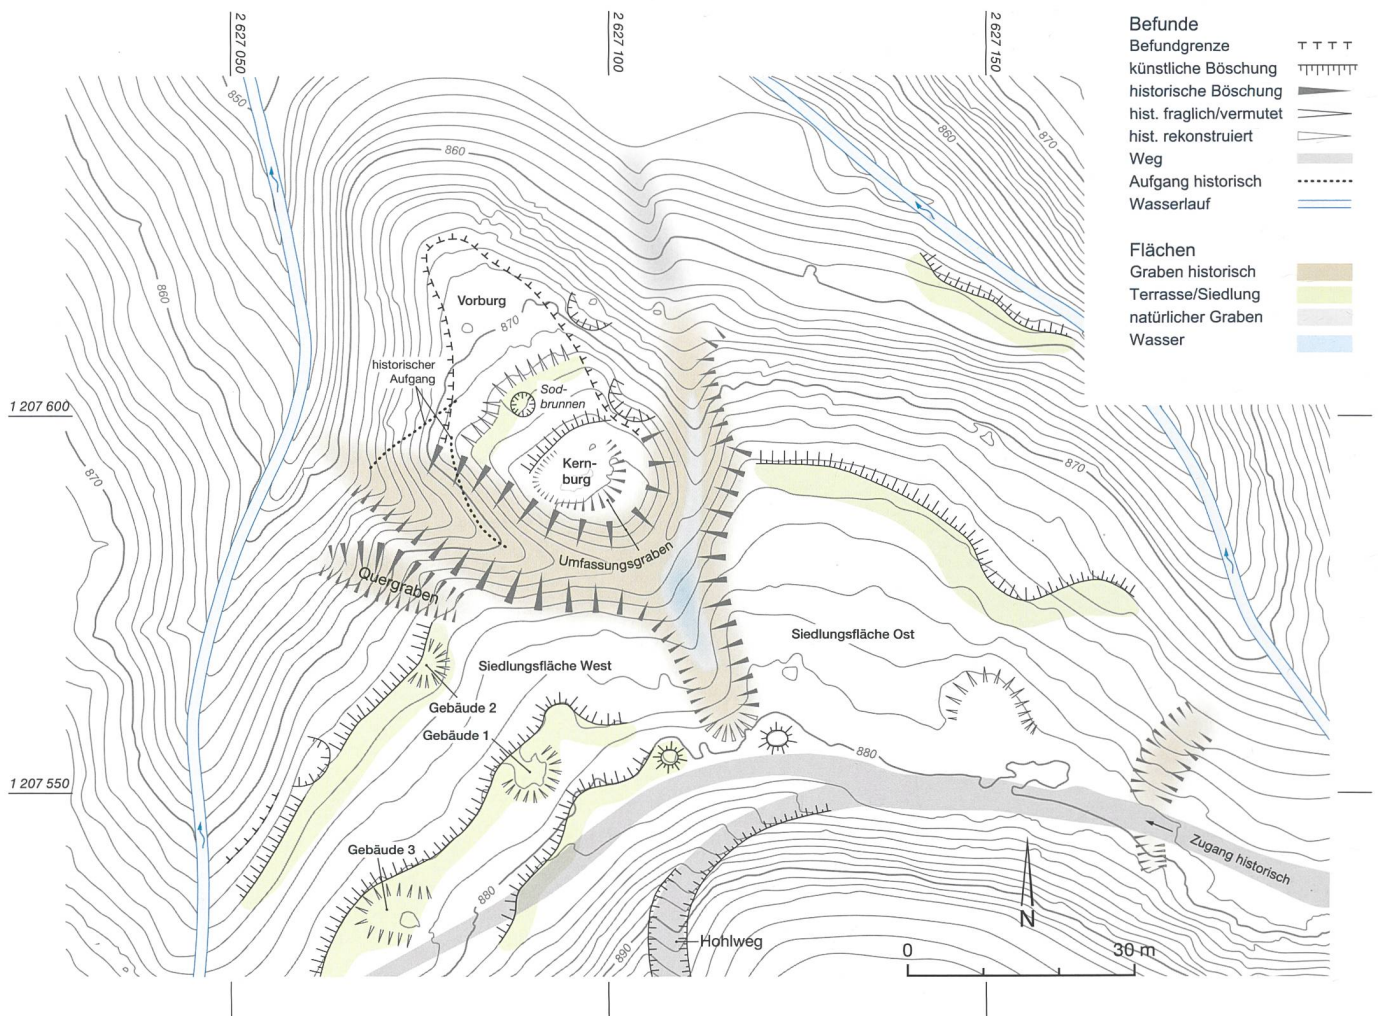 2 627 050
2 627 100
2 627 150
Befunde
Befundgrenze
künstliche Böschung
historische Böschung
hist. fraglich/vermutet
hist. rekonstruiert
Weg
Aufgang historisch
Wasserlauf
Flächen
Graben historisch
Terrasse/Siedlung
natürlicher Graben
Wasser
850
860
860
870
860
Vorburg
870
historischer
Aufgang
Sod-
brunnen
1 207 600
Kern-
burg
870
870
Umfassungsgraben
Quergraben
Siedlungsfläche Ost
Siedlungsfläche West
Gebäude 2
Gebäude 1
880
1 207 550
Gebäude 3
Zugang historisch
880
890
Hohlweg
N
0
30 m